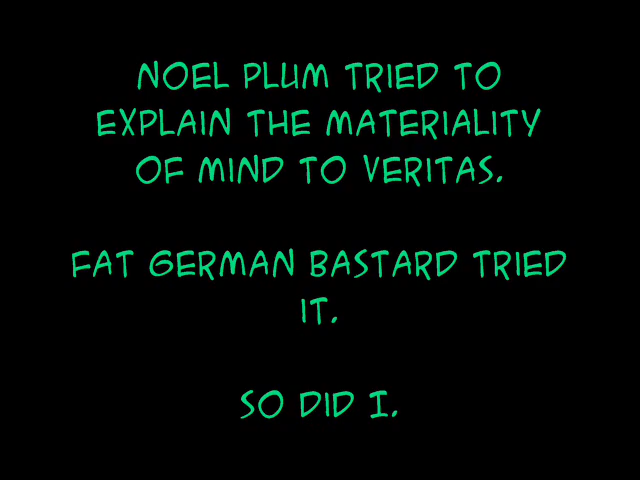 NOEL PLUM TRIED TO
EXPLAIN THE MATERIALITY
OF MIND TO VERITAS.
FAT GERMAN BASTARD TRIED
IT.
SO DID I.